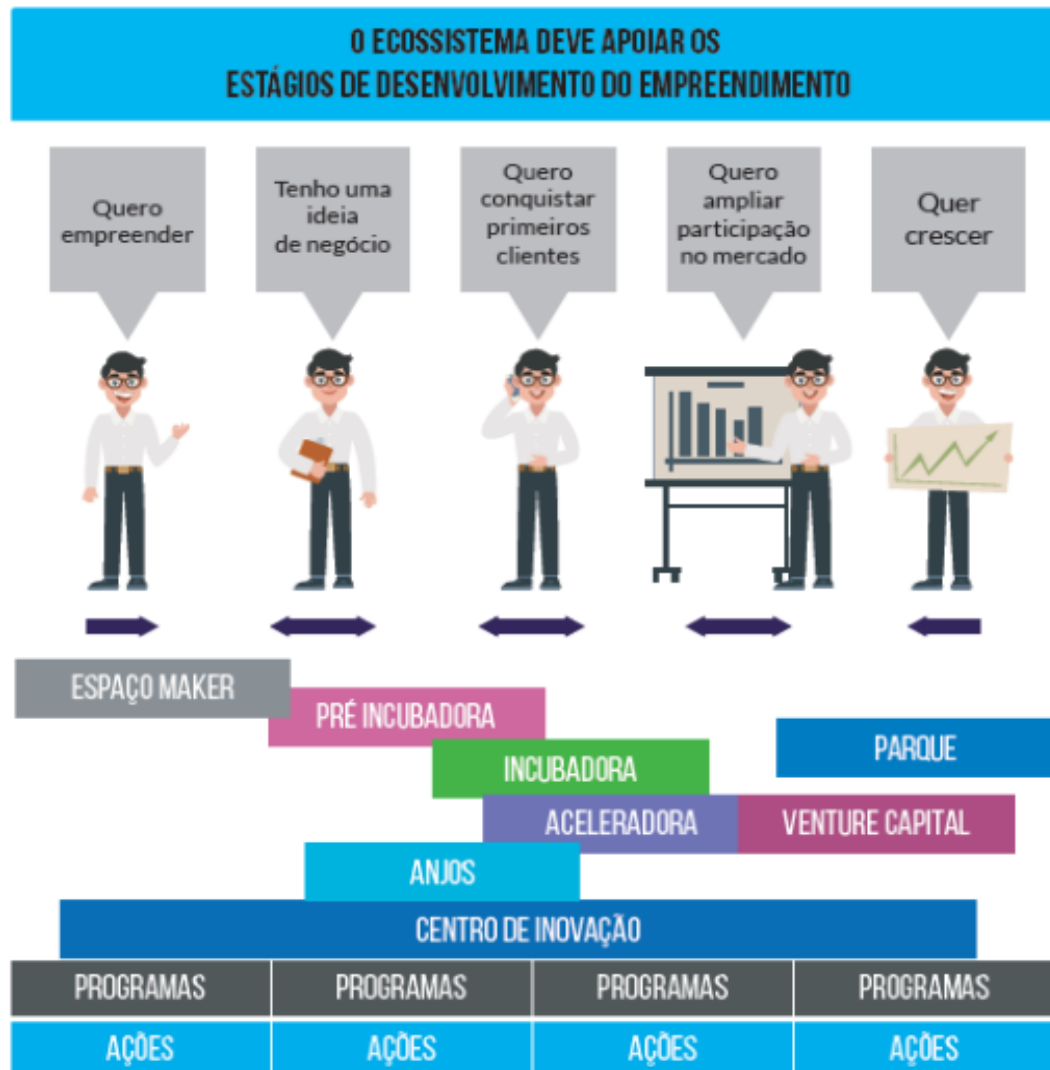 O ECOSSISTEMA DEVE APOIAR OS
ESTÁGIOS DE DESENVOLVIMENTO DO EMPREENDIMENTO
Quero
empreender
Tenho uma
ideia
de negócio
Quero
conquistar
primeiros
clientes
Quero
ampliar
participação
no mercado
Quer
crescer
ESPAÇO MAKER
PRÉ INCUBADORA
INCUBADORA
PARQUE
ACELERADORA
VENTURE CAPITAL
ANJOS
CENTRO DE INOVAÇÃO
PROGRAMAS
PROGRAMAS
PROGRAMAS
PROGRAMAS
AÇÕES
AÇÕES
AÇÕES
AÇÕES